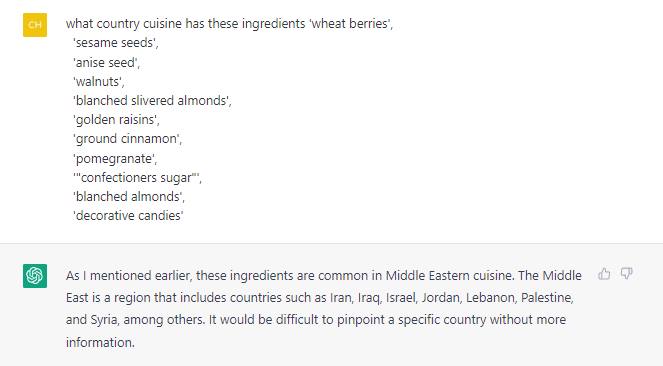 CH
what country cuisine has these ingredients 'wheat berries',
'sesame seeds',
'anise seed',
'walnuts',
'blanched slivered almonds',
'golden raisins',
'ground cinnamon',
'pomegranate',
'"confectioners sugar"',
'blanched almonds',
'decorative candies'
As I mentioned earlier, these ingredients are common in Middle Eastern cuisine. The Middle
East is a region that includes countries such as Iran, Iraq, Israel, Jordan, Lebanon, Palestine,
and Syria, among others. It would be difficult to pinpoint a specific country without more
information.